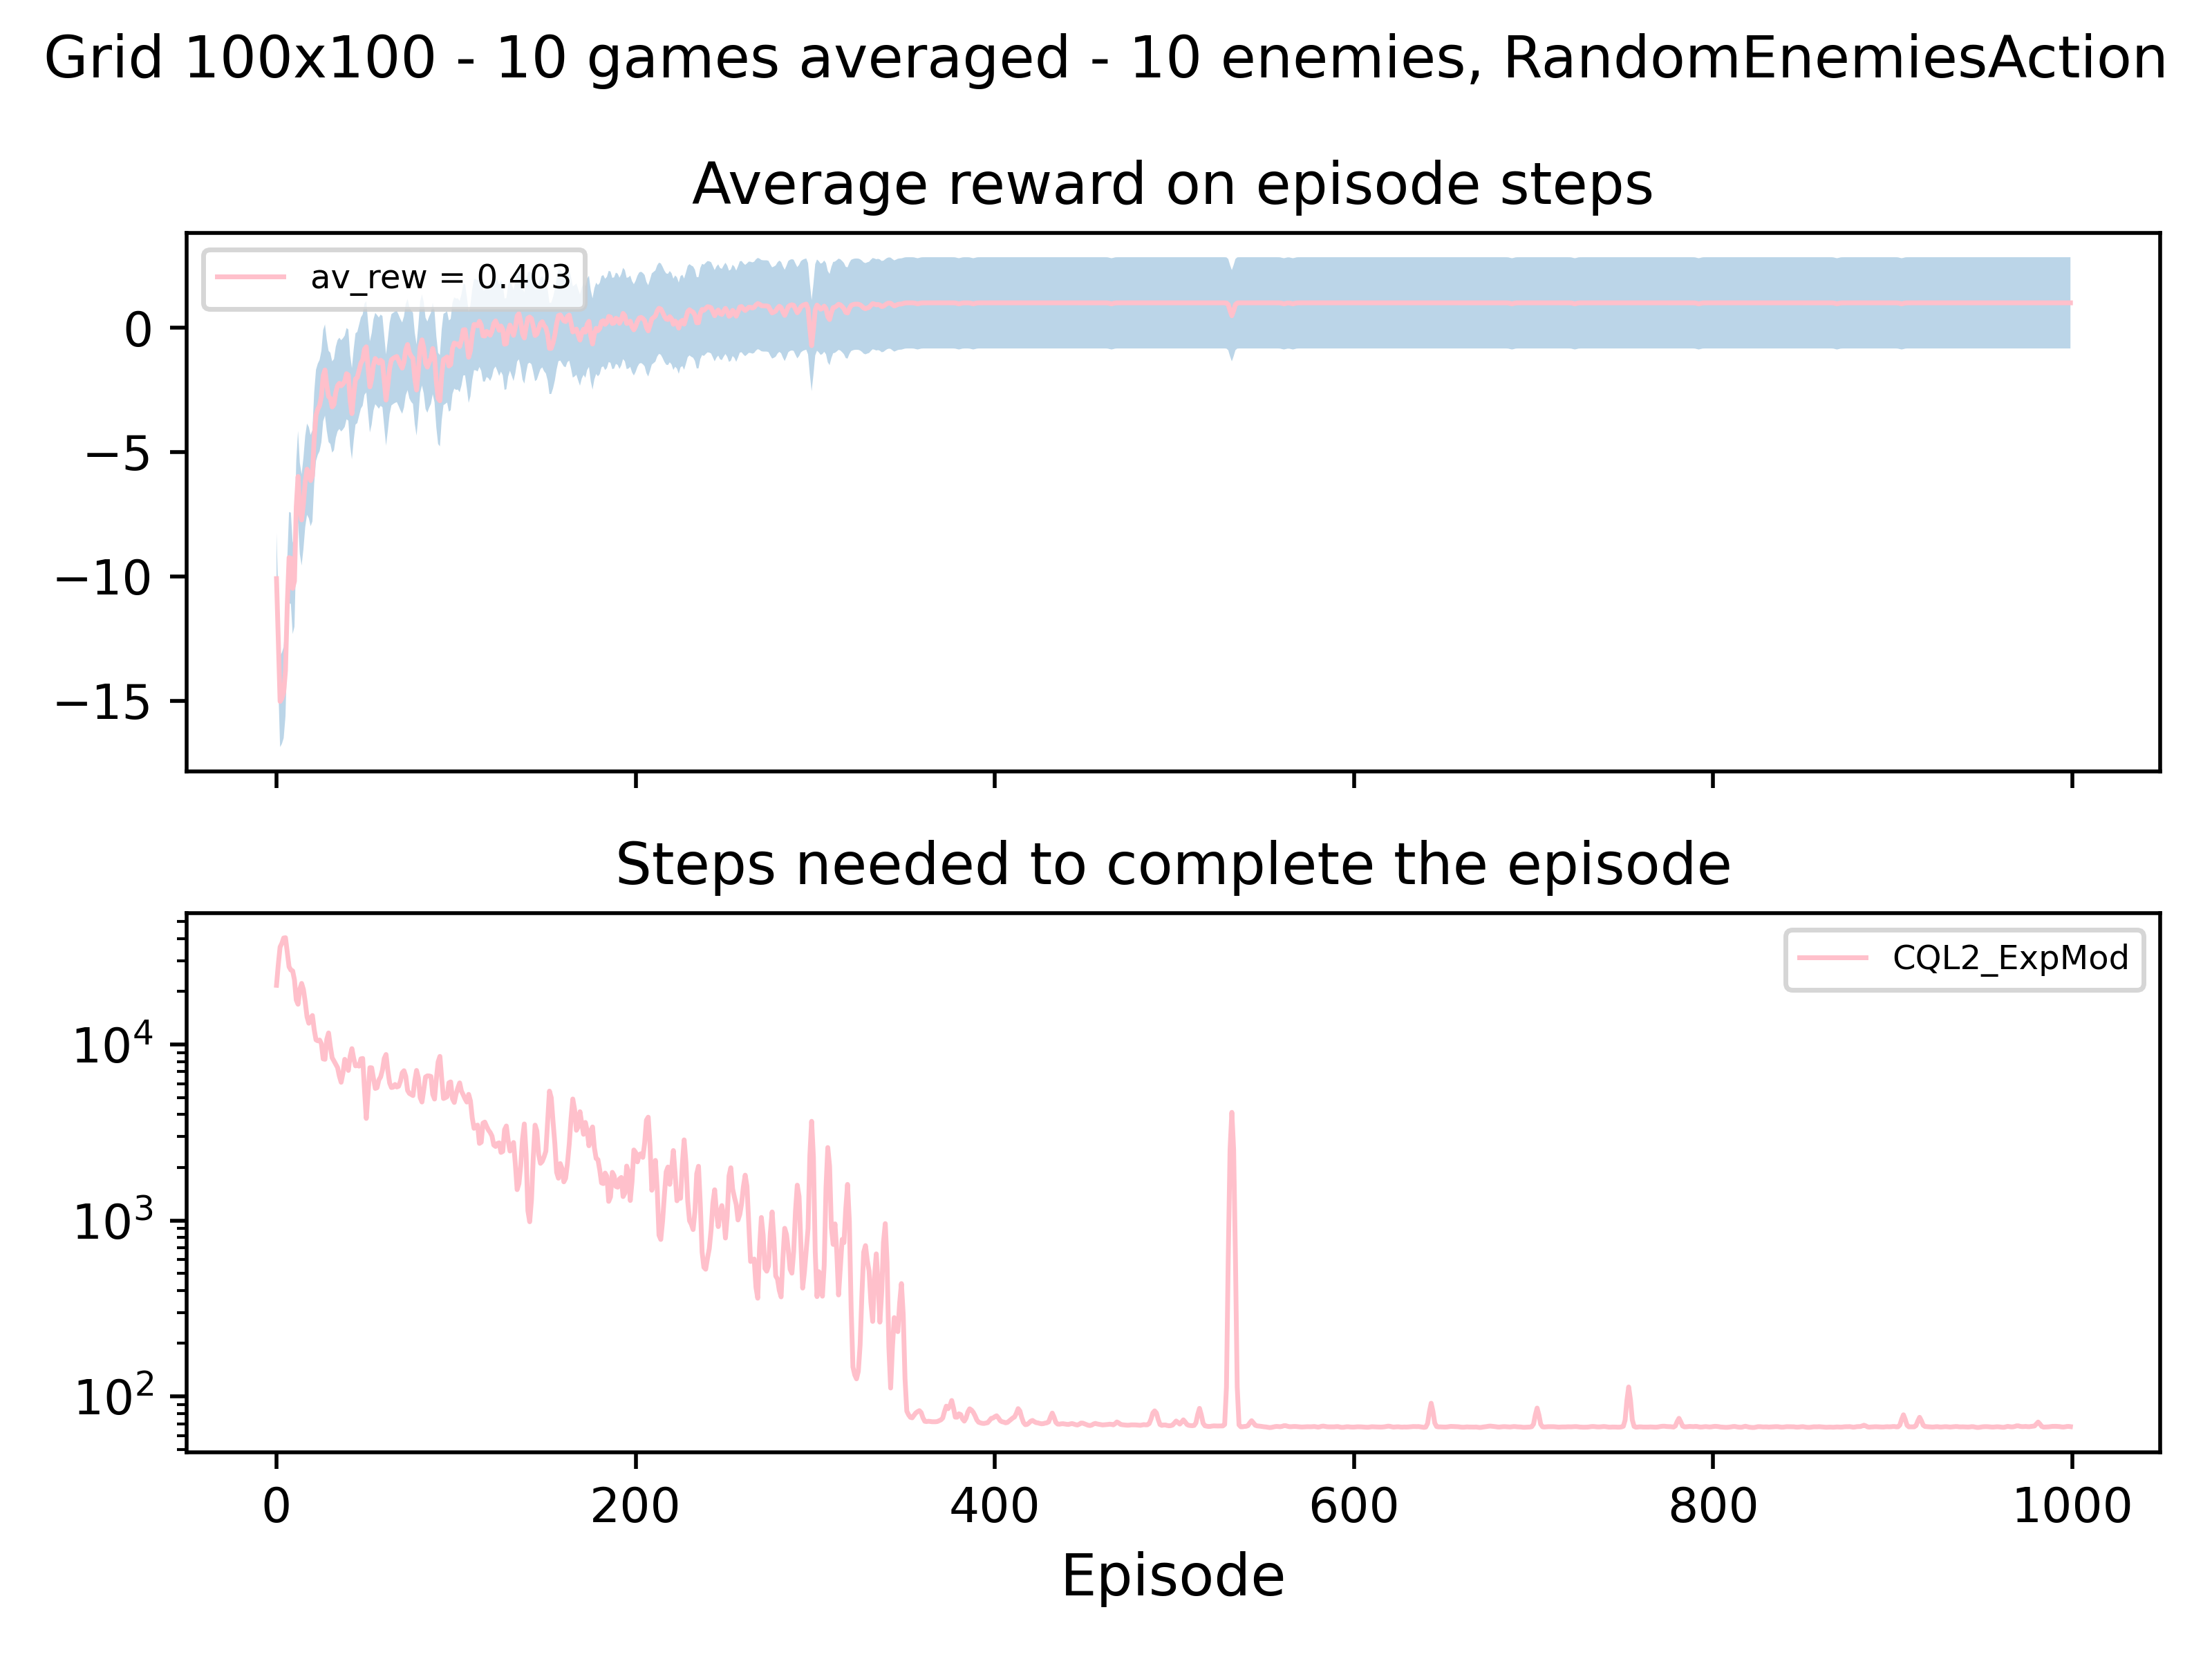 Grid 100x100 - 10 games averaged - 10 enemies, RandomEnemiesAction
Average reward on episode steps
av_rew = 0.403
0
−5
−10
−15
Steps needed to complete the episode
CQL2_ExpMod
10⁴
10³
10²
0 200 400 600 800 1000
Episode